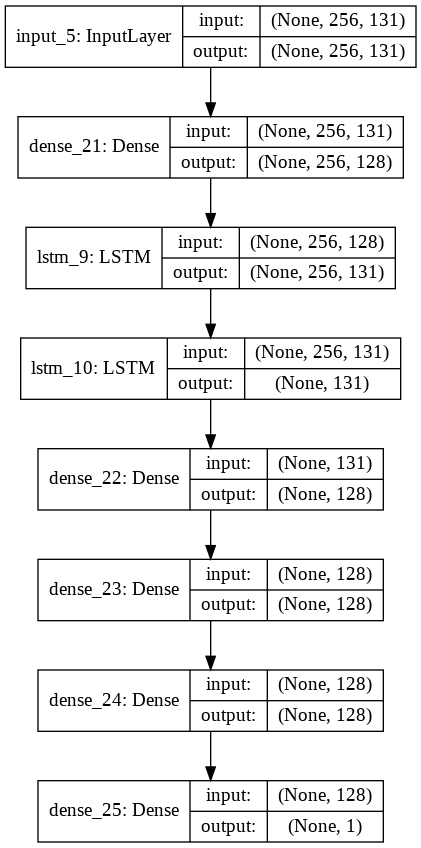 input_5: InputLayer
input: (None, 256, 131)
output: (None, 256, 131)
dense_21: Dense
input: (None, 256, 131)
output: (None, 256, 128)
lstm_9: LSTM
input: (None, 256, 128)
output: (None, 256, 131)
lstm_10: LSTM
input: (None, 256, 131)
output: (None, 131)
dense_22: Dense
input: (None, 131)
output: (None, 128)
dense_23: Dense
input: (None, 128)
output: (None, 128)
dense_24: Dense
input: (None, 128)
output: (None, 128)
dense_25: Dense
input: (None, 128)
output: (None, 1)